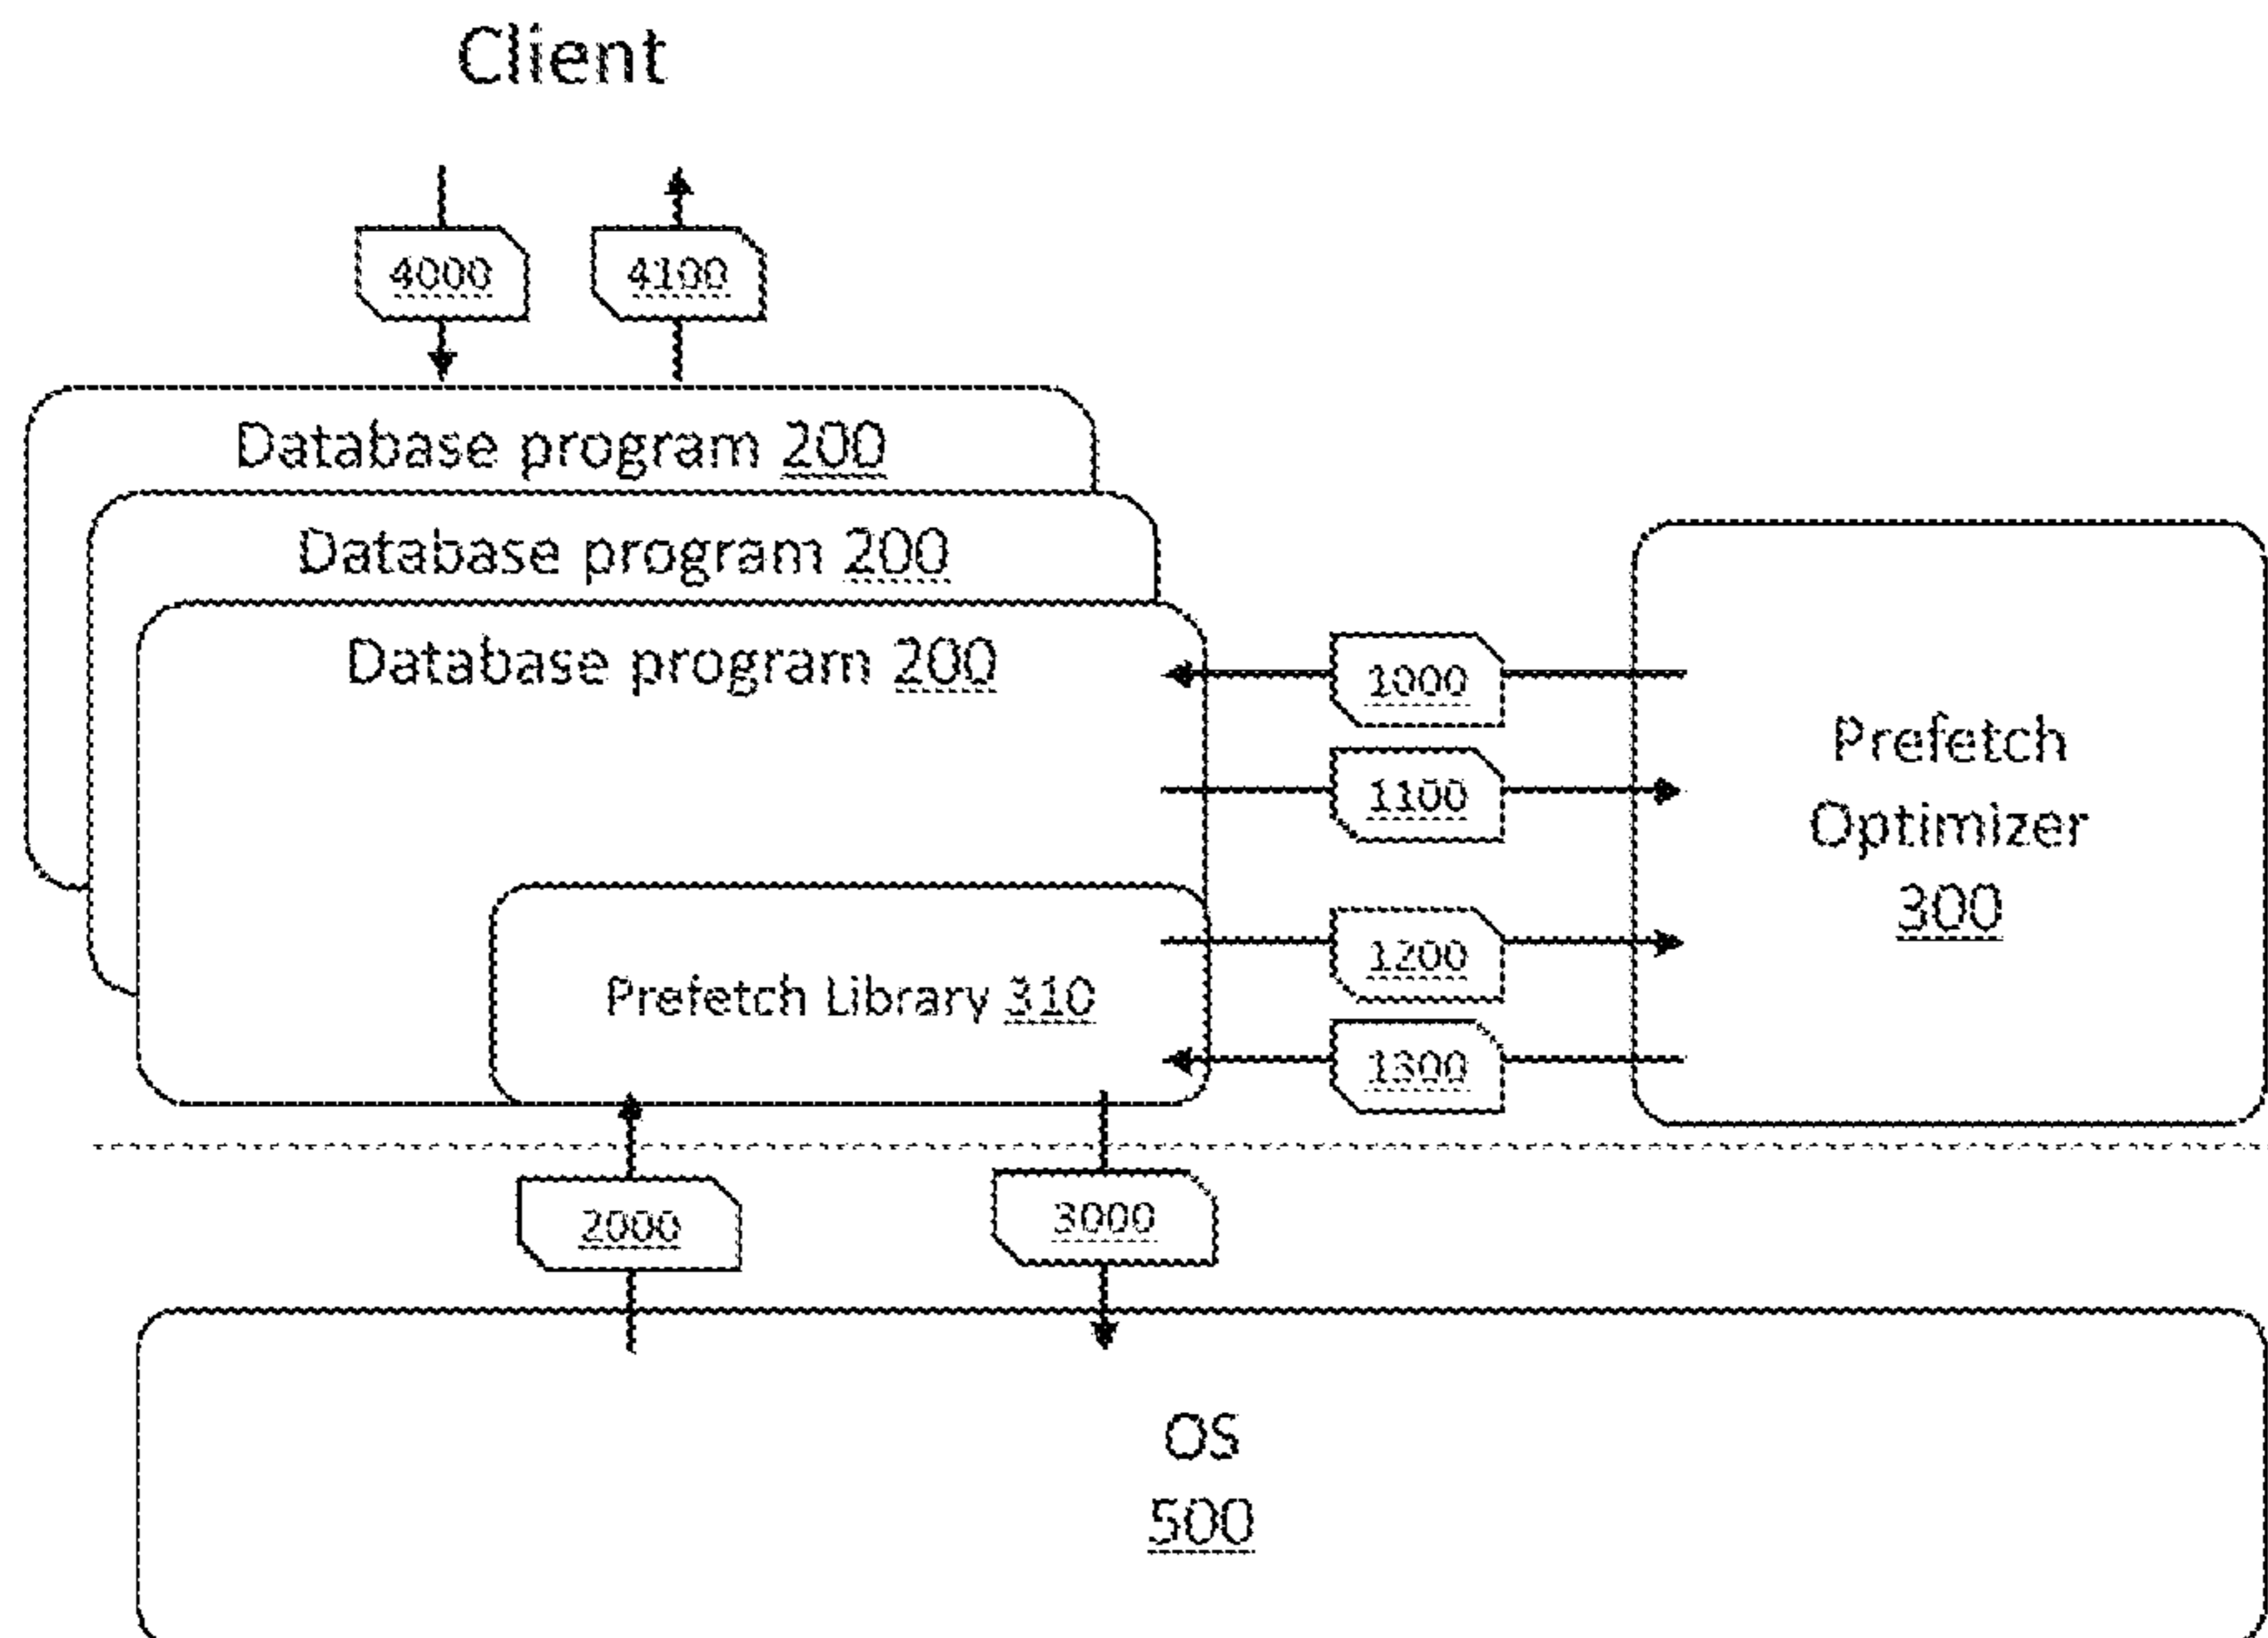 Client
4000
4100
Database program 200
Database program 200
Database program 200
1000
1100
Prefetch
Optimizer
300
1200
Prefetch Library 310
1300
2000
3000
OS
500